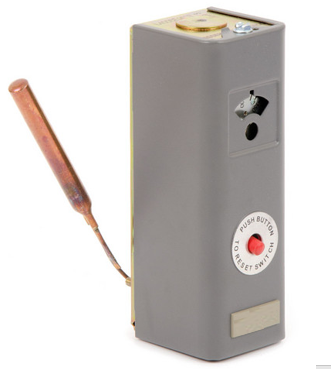 PUSH BUTTON
TO RESET SWITCH